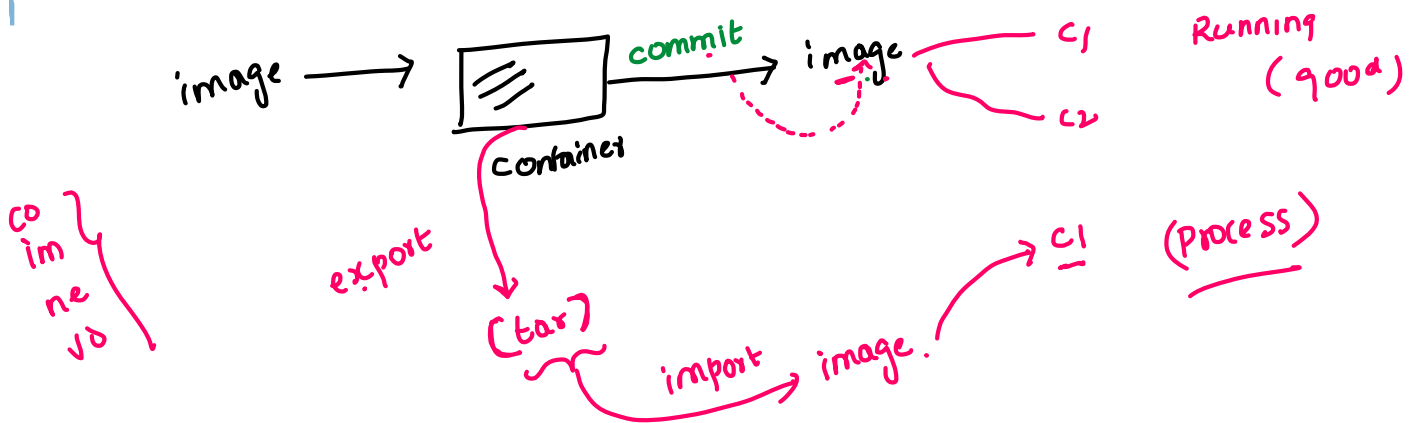 image
container
commit
image
C1
C2
Running
(good)
co
im
ne
vo
export
(tar)
import
image.
C1
(process)